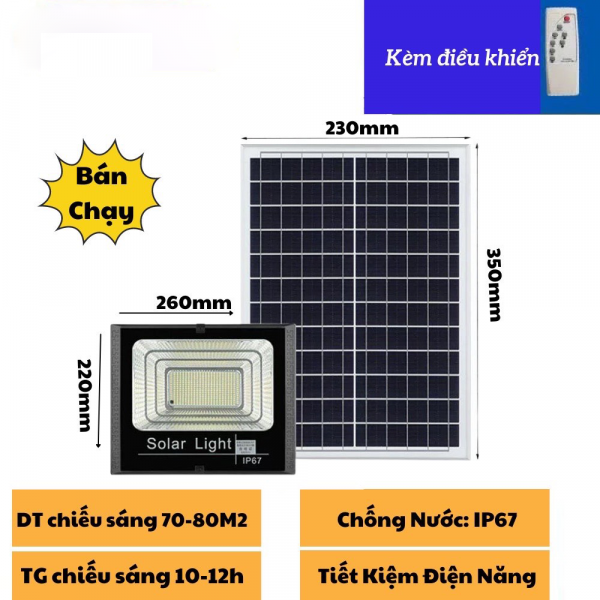 Kèm điều khiển
230mm
Bán
Chạy
350mm
260mm
220mm
Solar Light
IP67
DT chiếu sáng 70-80M2
Chống Nước: IP67
TG chiếu sáng 10-12h
Tiết Kiệm Điện Năng